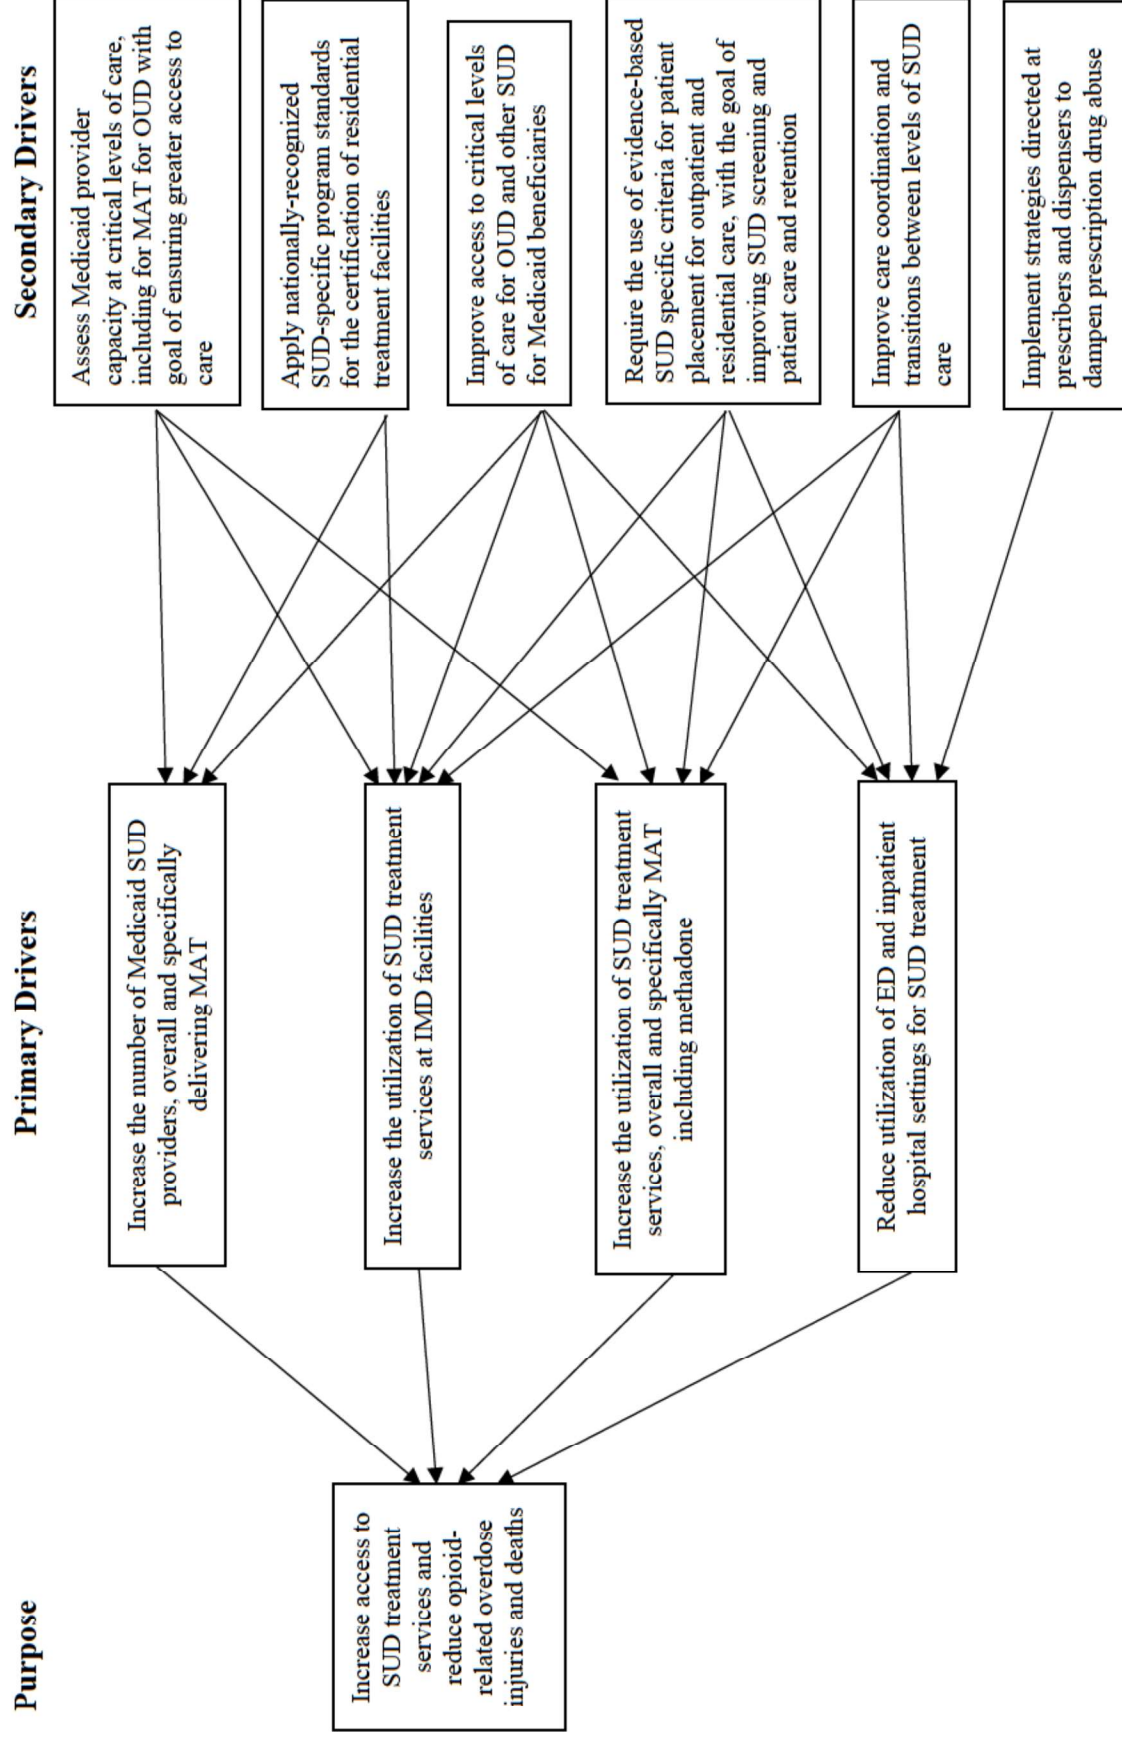 Purpose
Primary Drivers
Secondary Drivers
Increase access to
SUD treatment
services and
reduce opioid-
related overdose
injuries and deaths
Increase the number of Medicaid SUD
providers, overall and specifically
delivering MAT
Increase the utilization of SUD treatment
services at IMD facilities
Increase the utilization of SUD treatment
services, overall and specifically MAT
including methadone
Reduce utilization of ED and inpatient
hospital settings for SUD treatment
Assess Medicaid provider
capacity at critical levels of care,
including for MAT for OUD with
goal of ensuring greater access to
care
Apply nationally-recognized
SUD-specific program standards
for the certification of residential
treatment facilities
Improve access to critical levels
of care for OUD and other SUD
for Medicaid beneficiaries
Require the use of evidence-based
SUD specific criteria for patient
placement for outpatient and
residential care, with the goal of
improving SUD screening and
patient care and retention
Improve care coordination and
transitions between levels of SUD
care
Implement strategies directed at
prescribers and dispensers to
dampen prescription drug abuse